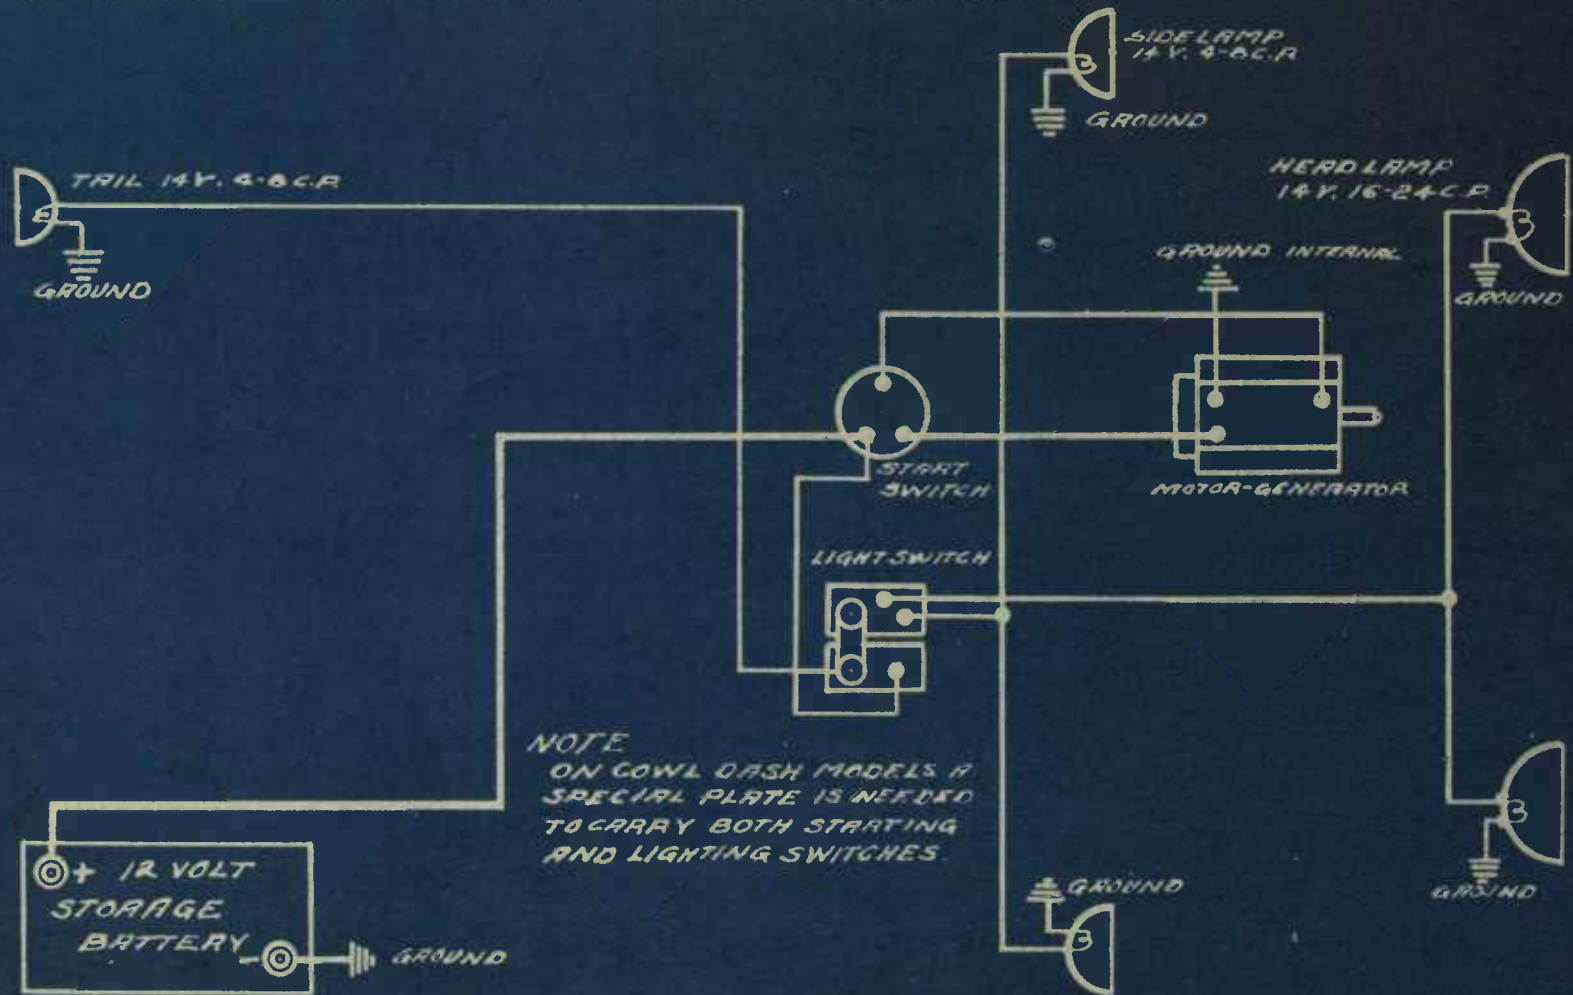 SIDE LAMP
14 V. 4-8 C.P.
GROUND
TAIL 14 V. 4-8 C.P.
GROUND
HEAD LAMP
14 V. 16-24 C.P.
GROUND INTERNAL
GROUND
START
SWITCH
MOTOR-GENERATOR
LIGHT SWITCH
NOTE
ON COWL DASH MODELS A
SPECIAL PLATE IS NEEDED
TO CARRY BOTH STARTING
AND LIGHTING SWITCHES.
+ 12 VOLT
STORAGE
BATTERY -
GROUND
GROUND
GROUND